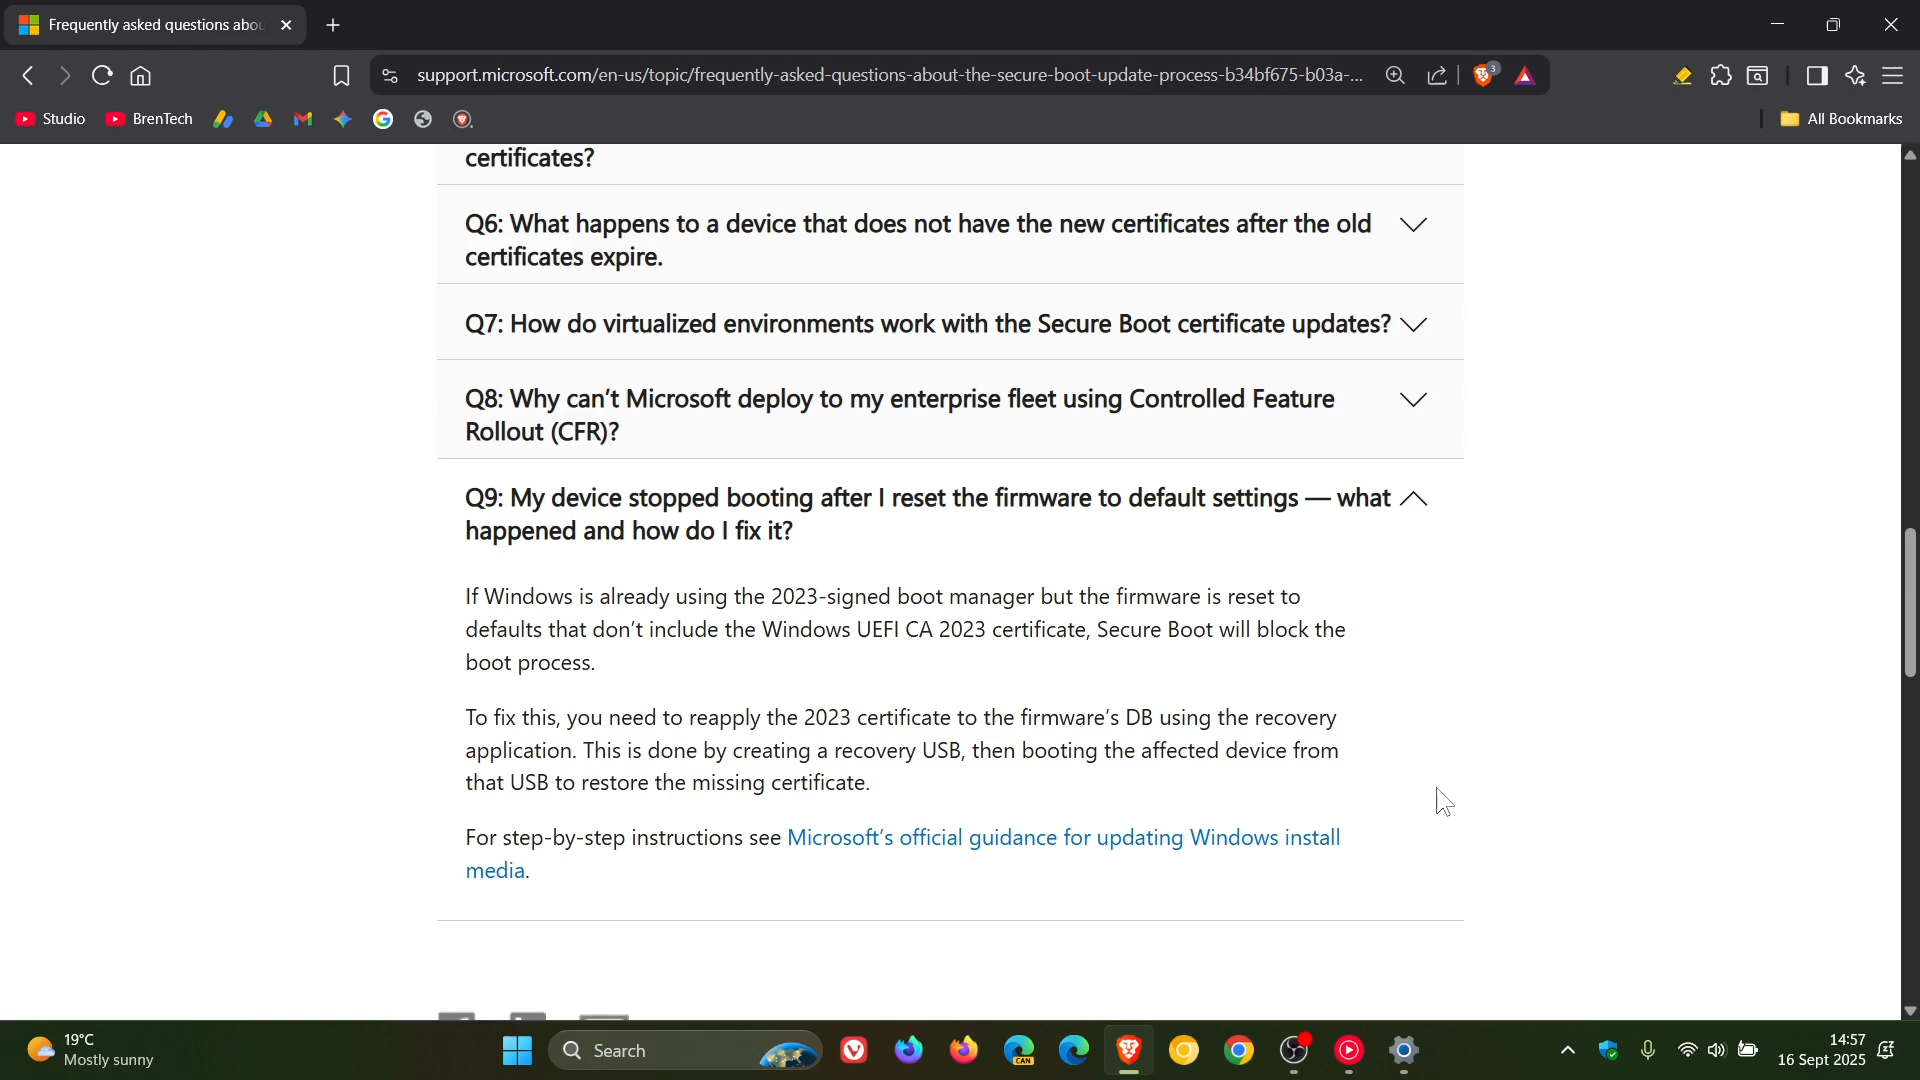 Frequently asked questions abou
support.microsoft.com/en-us/topic/frequently-asked-questions-about-the-secure-boot-update-process-b34bf675-b03a-...
3
Studio
BrenTech
All Bookmarks
certificates?
Q6: What happens to a device that does not have the new certificates after the old
certificates expire.
Q7: How do virtualized environments work with the Secure Boot certificate updates?
Q8: Why can't Microsoft deploy to my enterprise fleet using Controlled Feature
Rollout (CFR)?
Q9: My device stopped booting after I reset the firmware to default settings — what
happened and how do I fix it?
If Windows is already using the 2023-signed boot manager but the firmware is reset to
defaults that don't include the Windows UEFI CA 2023 certificate, Secure Boot will block the
boot process.
To fix this, you need to reapply the 2023 certificate to the firmware's DB using the recovery
application. This is done by creating a recovery USB, then booting the affected device from
that USB to restore the missing certificate.
For step-by-step instructions see Microsoft's official guidance for updating Windows install
media.
19°C
Mostly sunny
Search
CAN
14:57
16 Sept 2025